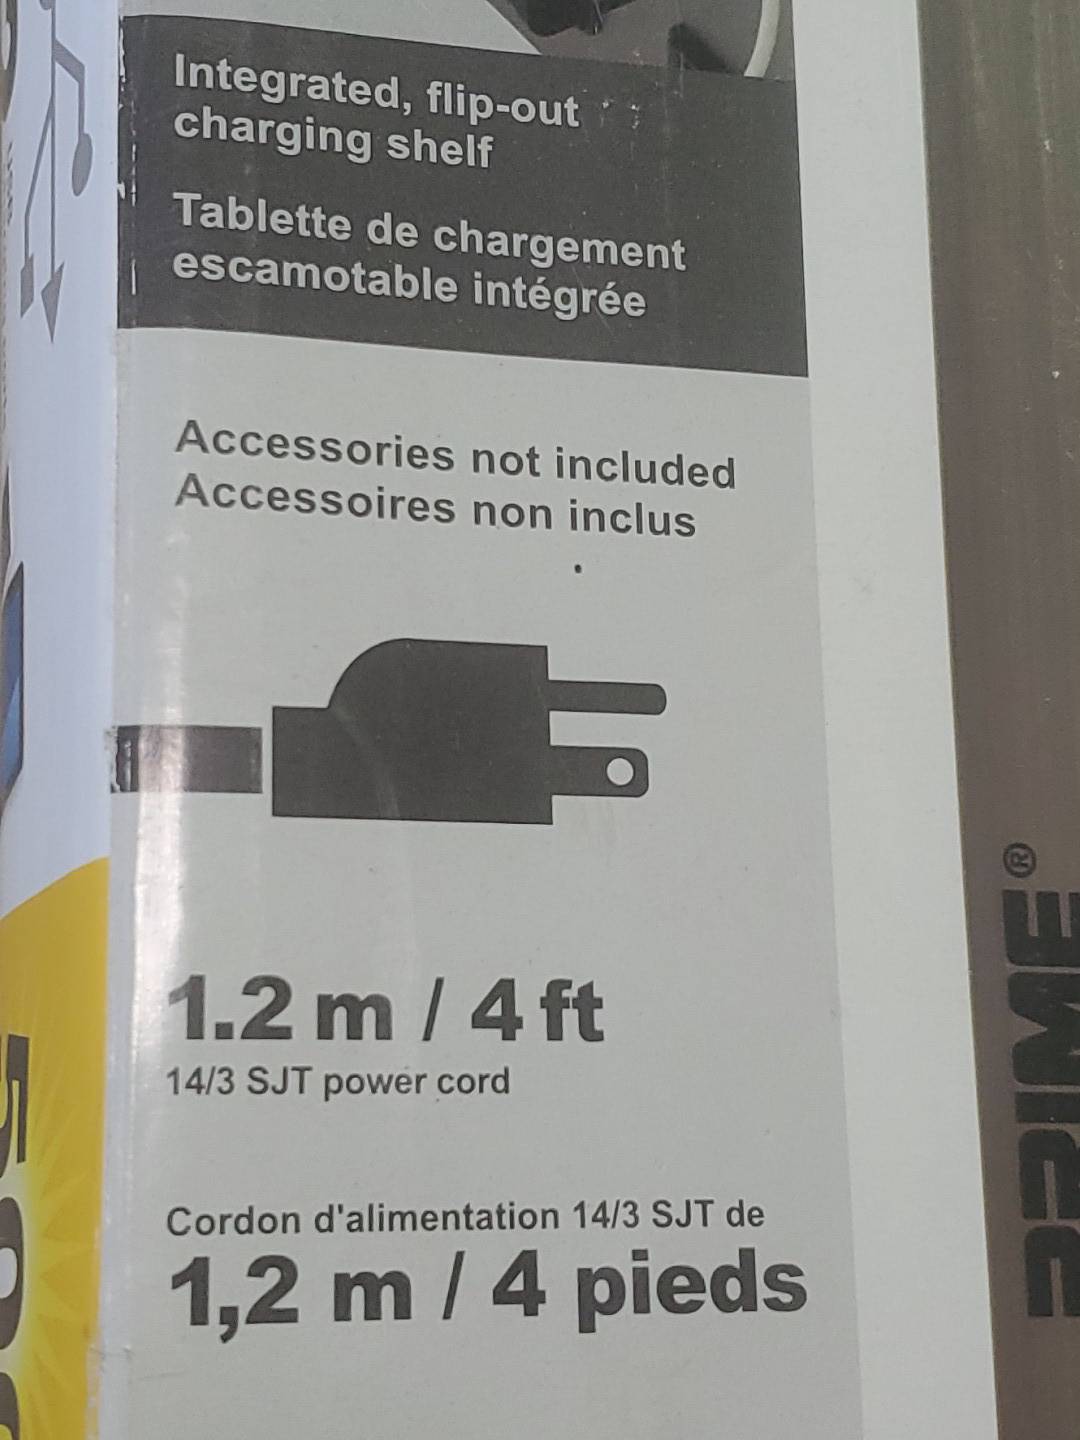 Integrated, flip-out
charging shelf
Tablette de chargement
escamotable intégrée
Accessories not included
Accessoires non inclus
1.2 m / 4 ft
14/3 SJT power cord
Cordon d'alimentation 14/3 SJT de
1,2 m / 4 pieds
PRIME®